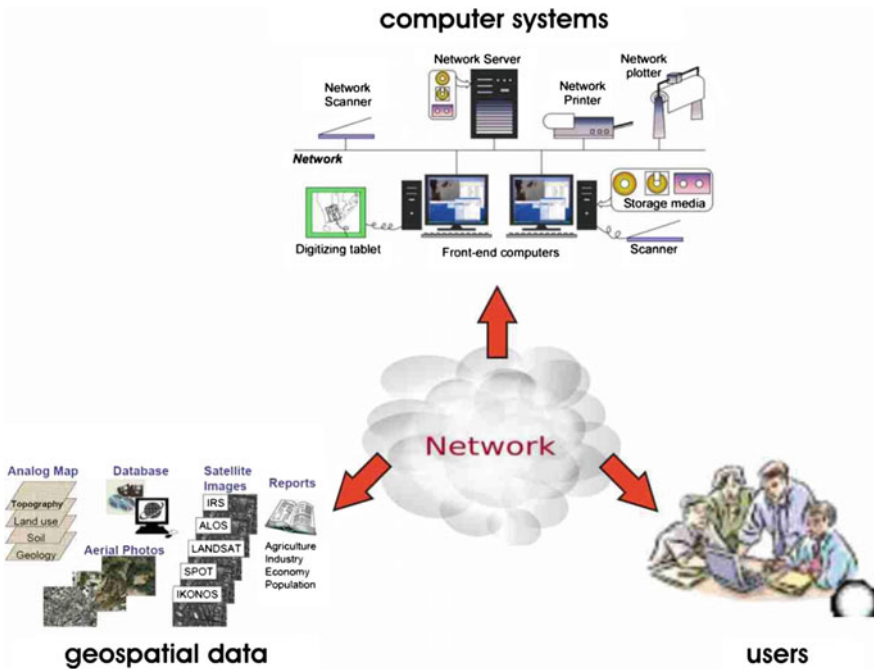 computer systems
Network Server
Network
plotter
Network
Scanner
Network
Printer
Network
Storage media
Digitizing tablet
Front-end computers
Scanner
Network
Analog Map
Database
Satellite
Images
Reports
Topography
Land use
Soil
Geology
Aerial Photos
IRS
ALOS
LANDSAT
SPOT
IKONOS
Agriculture
Industry
Economy
Population
geospatial data
users